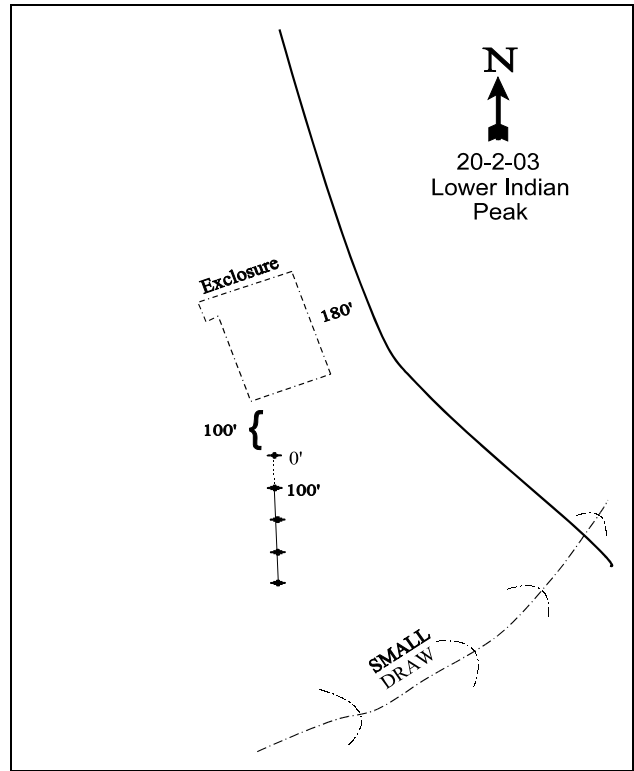 N
20-2-03
Lower Indian
Peak
Exclosure
180'
100'
0'
100'
SMALL
DRAW